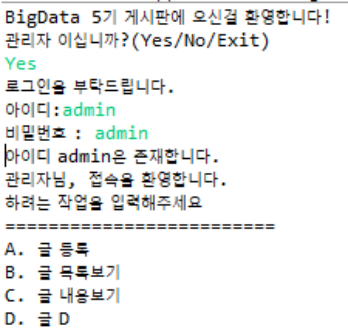 BigData 5기 게시판에 오신걸 환영합니다!
관리자 이십니까?(Yes/No/Exit)
Yes
로그인을 부탁드립니다.
아이디:admin
비밀번호 : admin
아이디 admin은 존재합니다.
관리자님, 접속을 환영합니다.
하려는 작업을 입력해주세요
=========================
A. 글 등록
B. 글 목록보기
C. 글 내용보기
D. 글 D